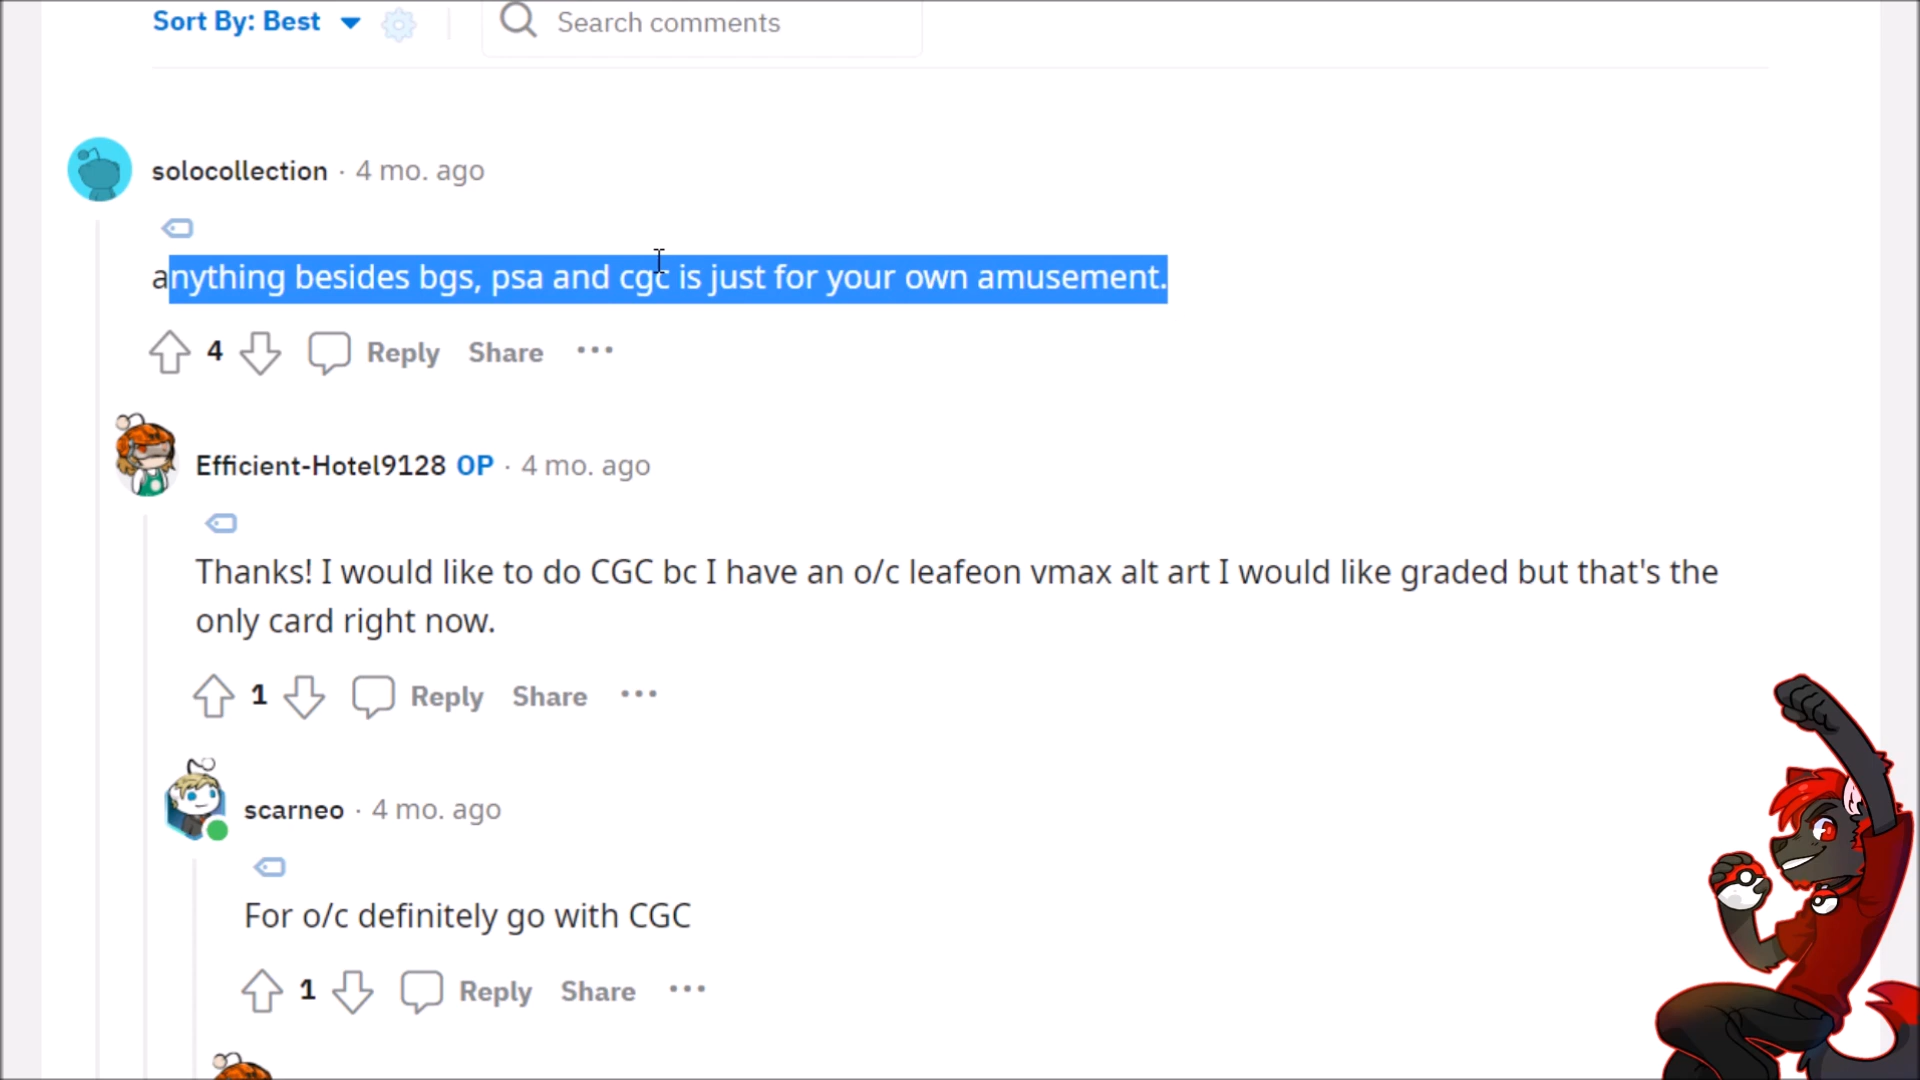 Sort By: Best
Search comments
solocollection · 4 mo. ago
anything besides bgs, psa and cgc is just for your own amusement.
4 Reply Share ...
Efficient-Hotel9128 OP · 4 mo. ago
Thanks! I would like to do CGC bc I have an o/c leafeon vmax alt art I would like graded but that's the
only card right now.
1 Reply Share ...
scarneo · 4 mo. ago
For o/c definitely go with CGC
1 Reply Share ...